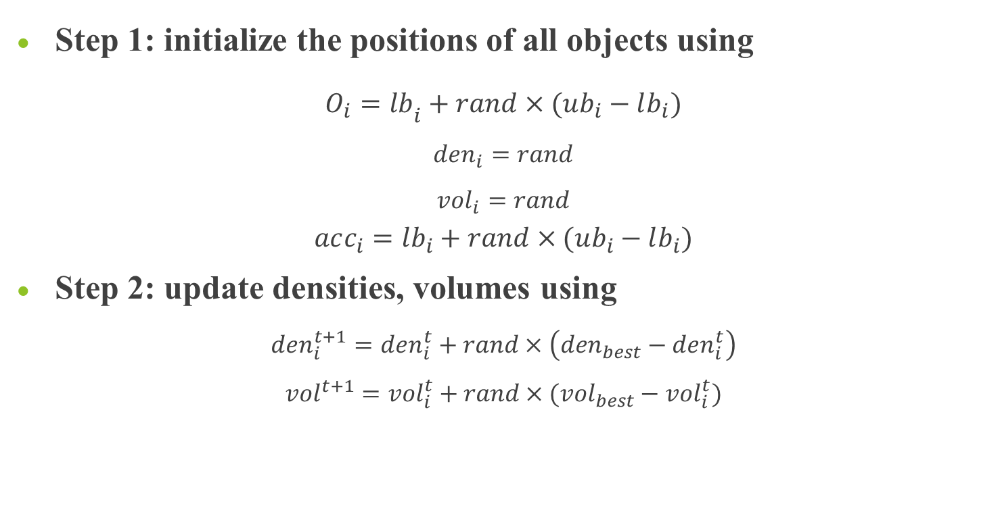 • Step 1: initialize the positions of all objects using
$O_i = lb_i + rand \times (ub_i - lb_i)$
$den_i = rand$
$vol_i = rand$
$acc_i = lb_i + rand \times (ub_i - lb_i)$
• Step 2: update densities, volumes using
$den_i^{t+1} = den_i^t + rand \times (den_{best} - den_i^t)$
$vol^{t+1} = vol_i^t + rand \times (vol_{best} - vol_i^t)$